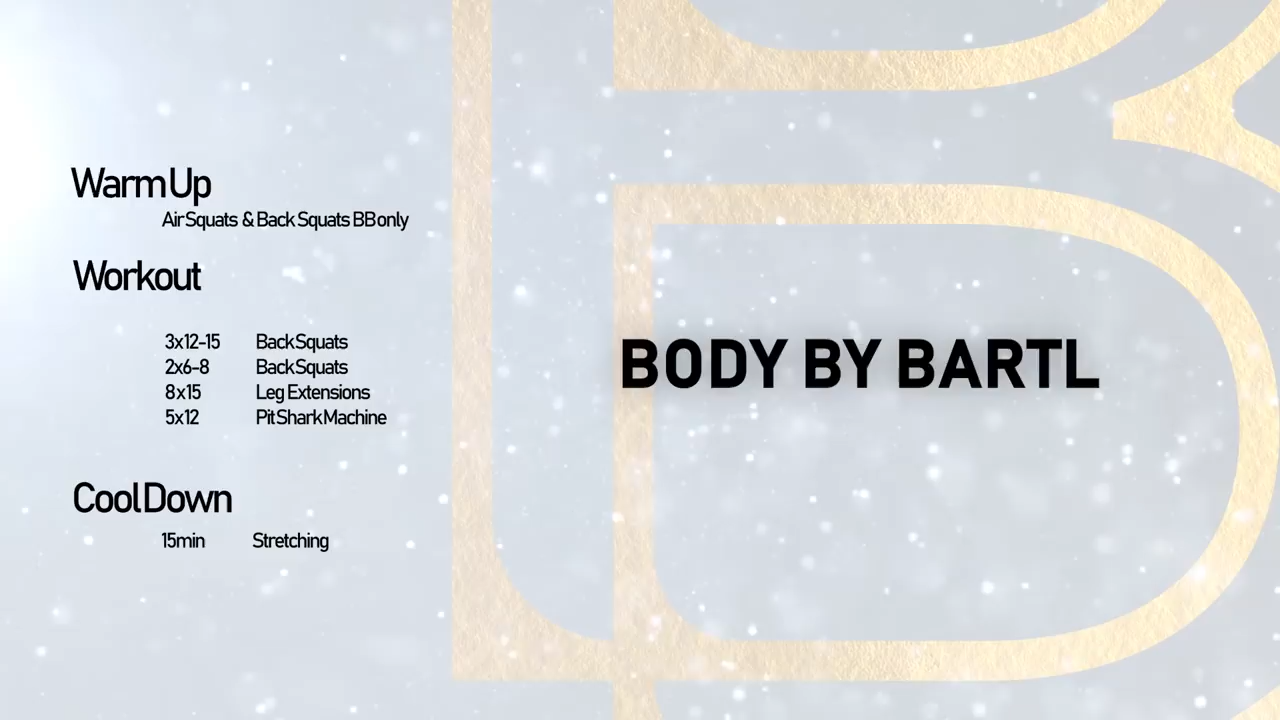 Warm Up
Air Squats & Back Squats BB only
Workout
3x12-15 Back Squats
2x6-8 Back Squats
8x15 Leg Extensions
5x12 Pit Shark Machine
Cool Down
15min Stretching
BODY BY BARTL